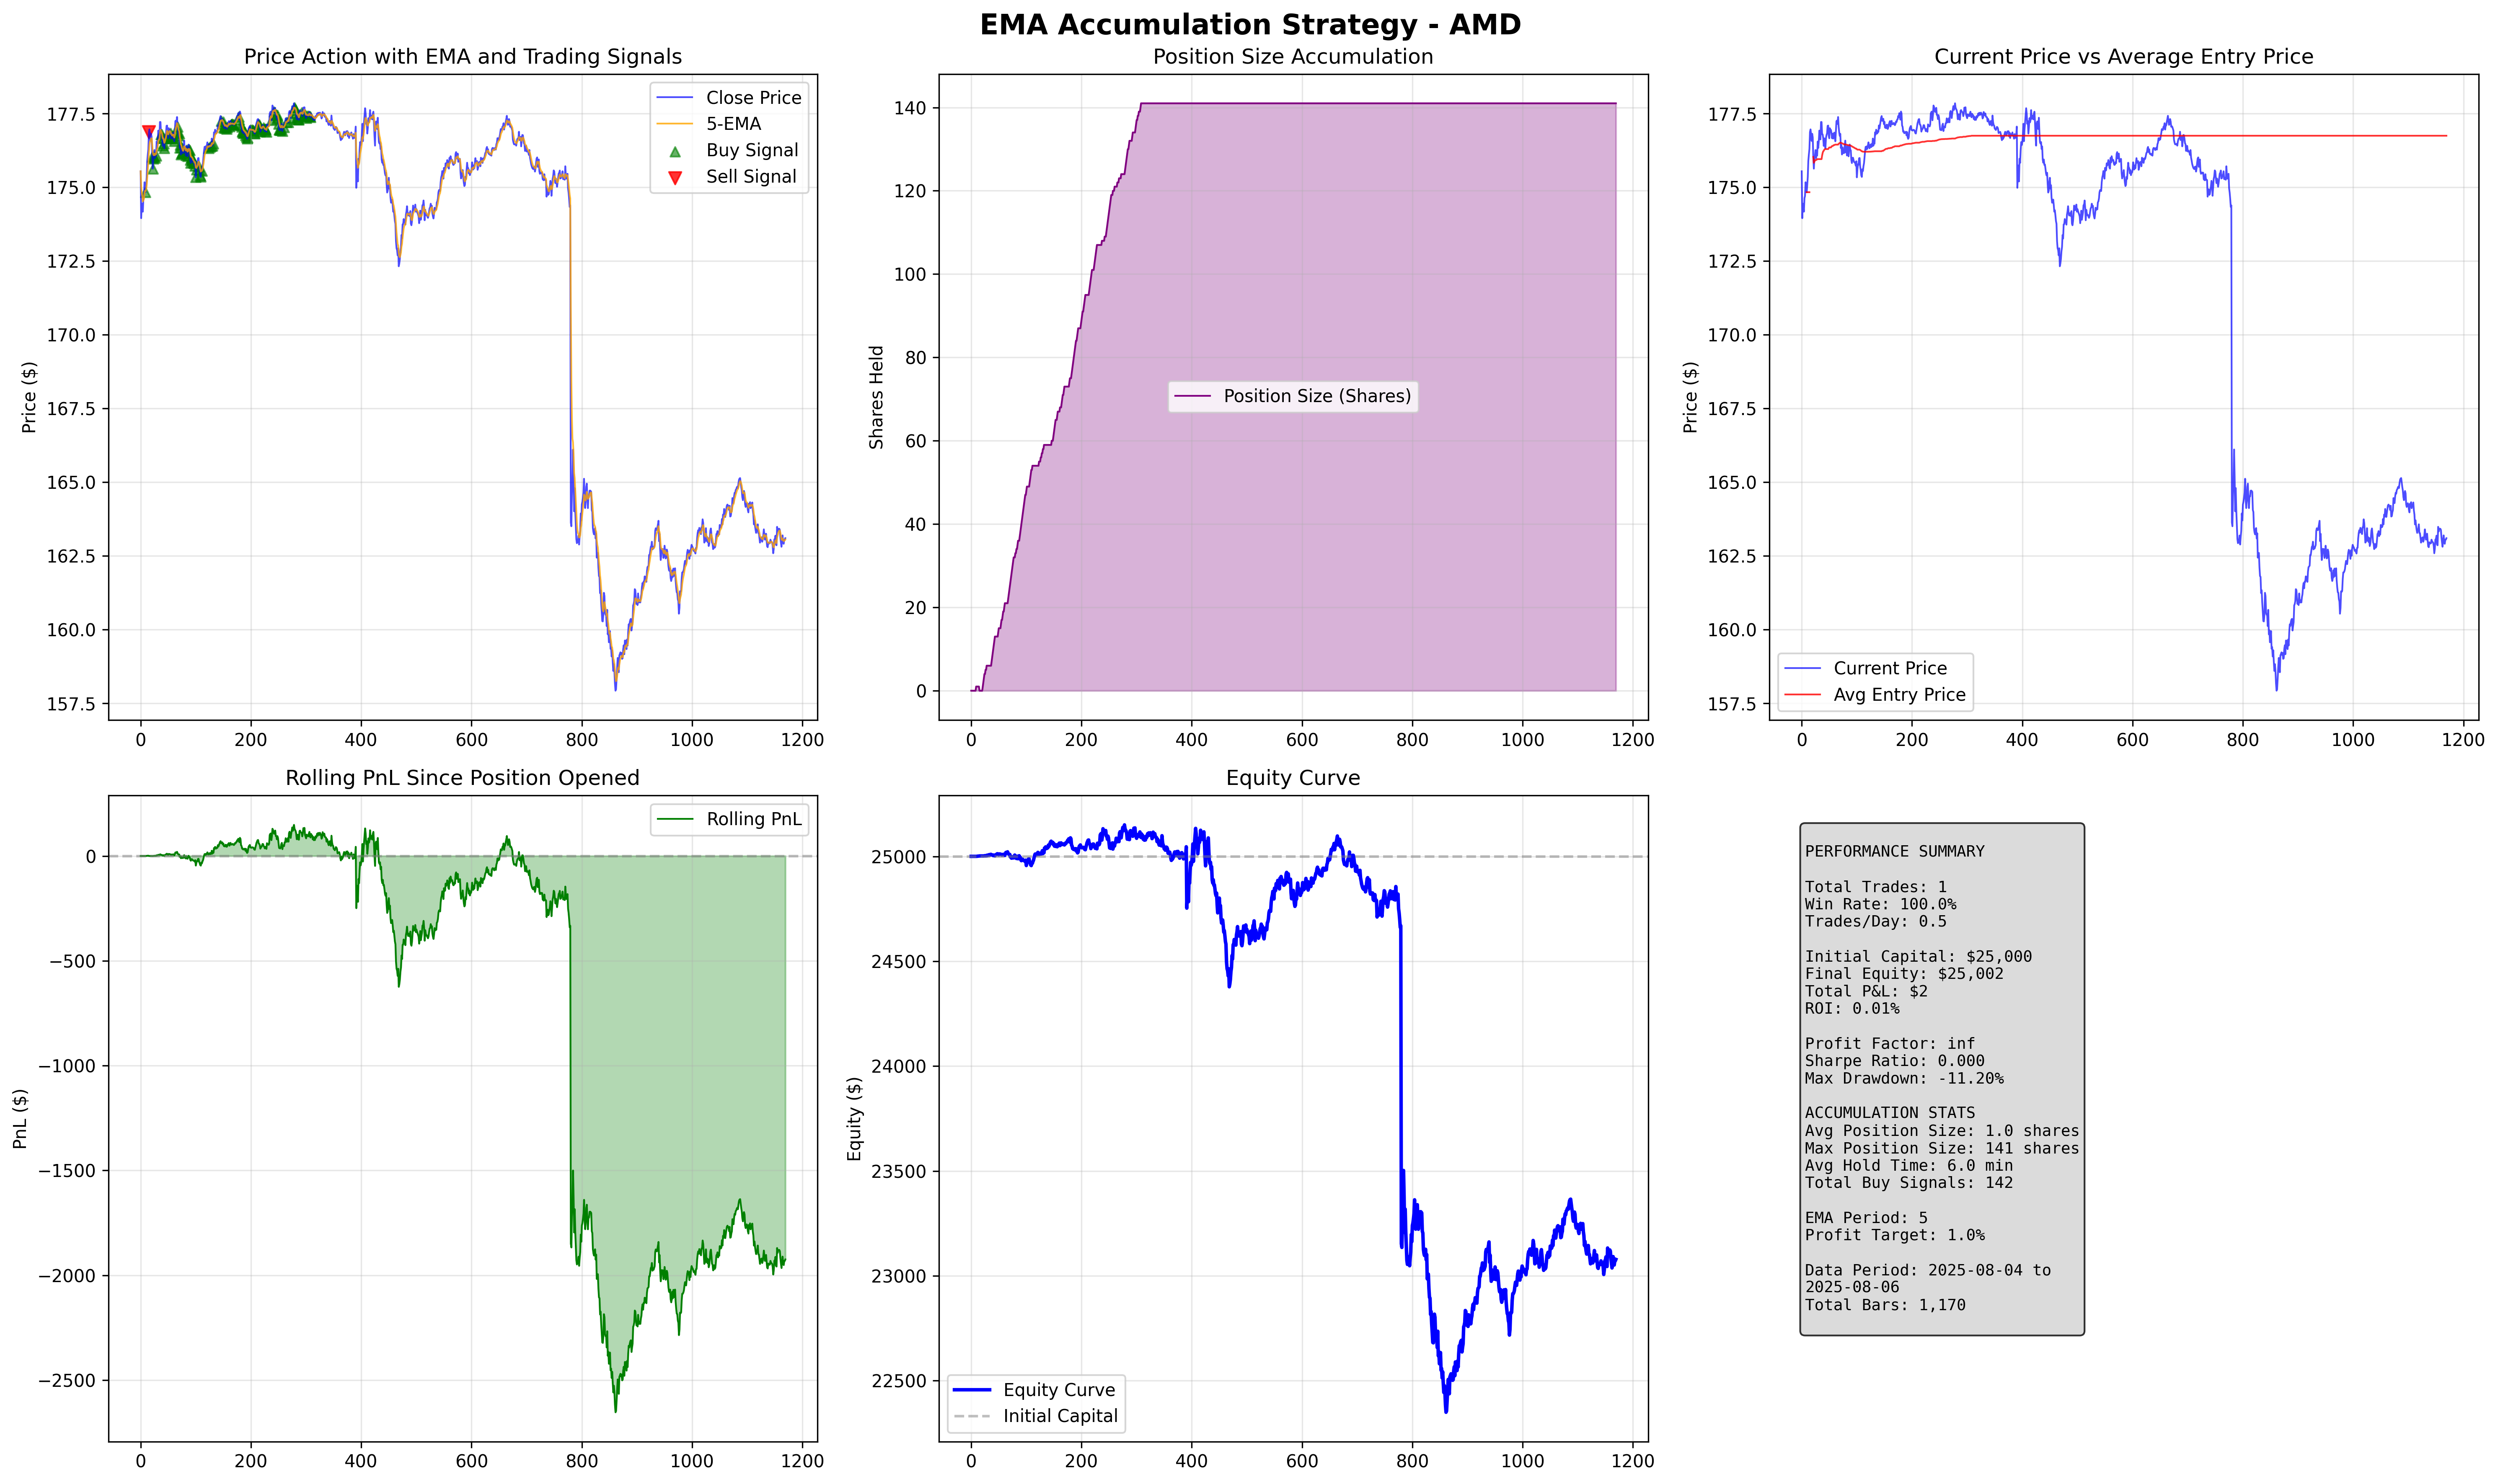 EMA Accumulation Strategy - AMD
Price Action with EMA and Trading Signals
Price ($)
177.5
175.0
172.5
170.0
167.5
165.0
162.5
160.0
157.5
Close Price
5-EMA
Buy Signal
Sell Signal
0 200 400 600 800 1000 1200
Position Size Accumulation
Shares Held
140
120
100
80
60
40
20
0
Position Size (Shares)
0 200 400 600 800 1000 1200
Current Price vs Average Entry Price
Price ($)
177.5
175.0
172.5
170.0
167.5
165.0
162.5
160.0
157.5
Current Price
Avg Entry Price
0 200 400 600 800 1000 1200
Rolling PnL Since Position Opened
PnL ($)
0
−500
−1000
−1500
−2000
−2500
Rolling PnL
0 200 400 600 800 1000 1200
Equity Curve
Equity ($)
25000
24500
24000
23500
23000
22500
Equity Curve
Initial Capital
0 200 400 600 800 1000 1200
PERFORMANCE SUMMARY
Total Trades: 1
Win Rate: 100.0%
Trades/Day: 0.5
Initial Capital: $25,000
Final Equity: $25,002
Total P&L: $2
ROI: 0.01%
Profit Factor: inf
Sharpe Ratio: 0.000
Max Drawdown: -11.20%
ACCUMULATION STATS
Avg Position Size: 1.0 shares
Max Position Size: 141 shares
Avg Hold Time: 6.0 min
Total Buy Signals: 142
EMA Period: 5
Profit Target: 1.0%
Data Period: 2025-08-04 to
2025-08-06
Total Bars: 1,170